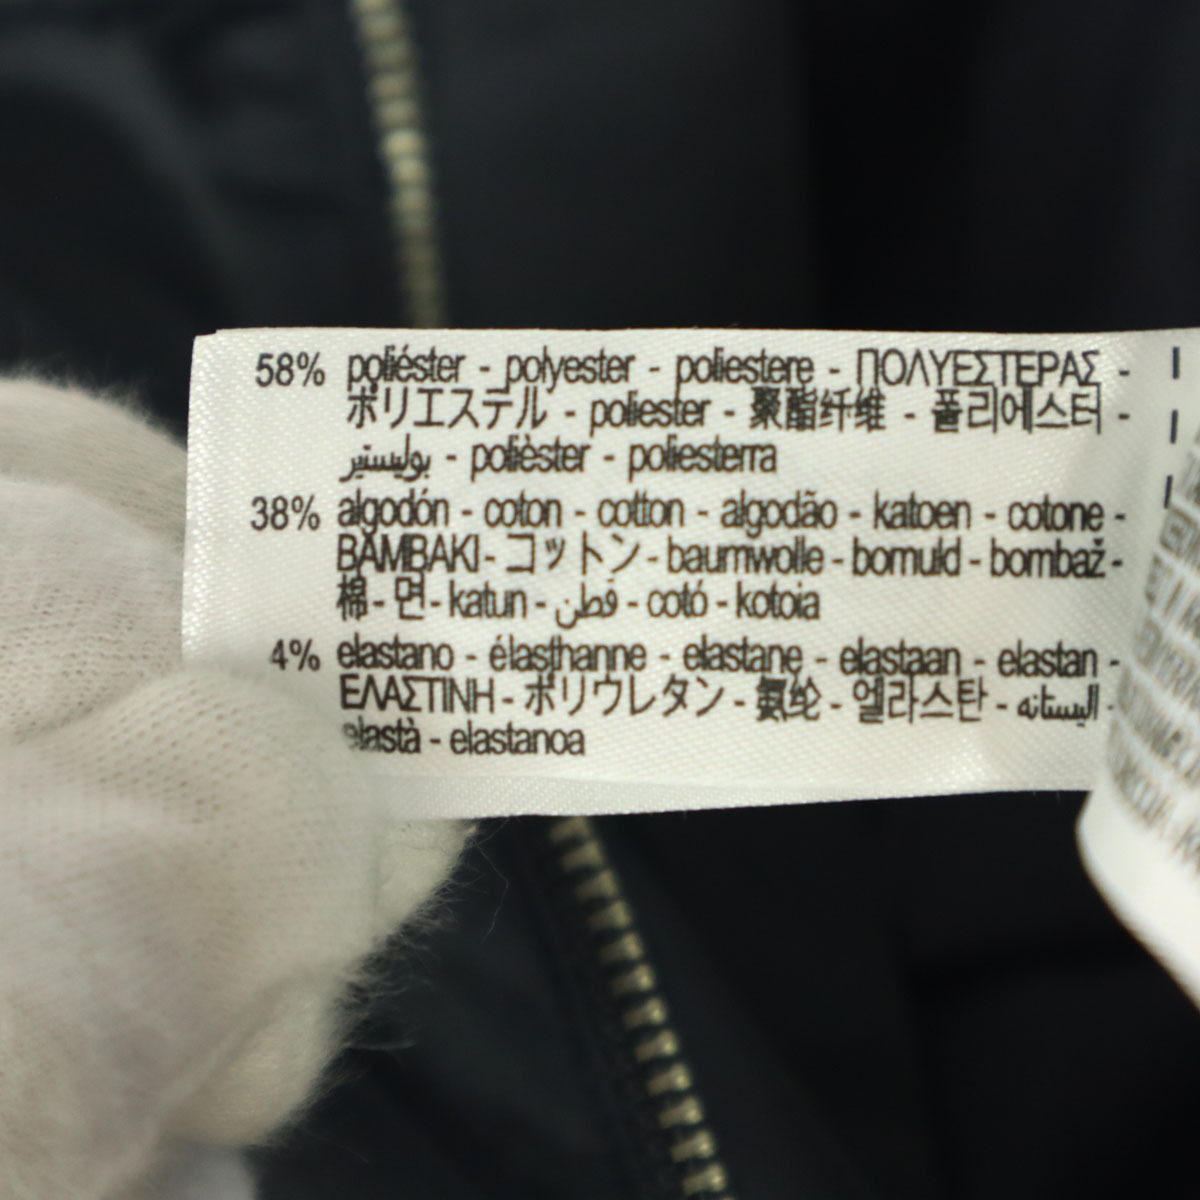 58% poliéster - polyester - poliestere - ΠΟΛΥΕΣΤΕΡΑΣ -
ポリエステル - poliester - 聚酯纤维 - 폴리에스터 -
بوليستير - polièster - poliesterra
38% algodón - coton - cotton - algodão - katoen - cotone -
BAMBAKI - コットン - baumwolle - bomuld - bombaž -
棉 - 면 - katun - قطن - cotó - kotoia
4% elastano - élasthanne - elastane - elastaan - elastan -
ΕΛΑΣΤΙΝΗ - ポリウレタン - 氨纶 - 엘라스탄 - اليستانه -
elastà - elastanoa